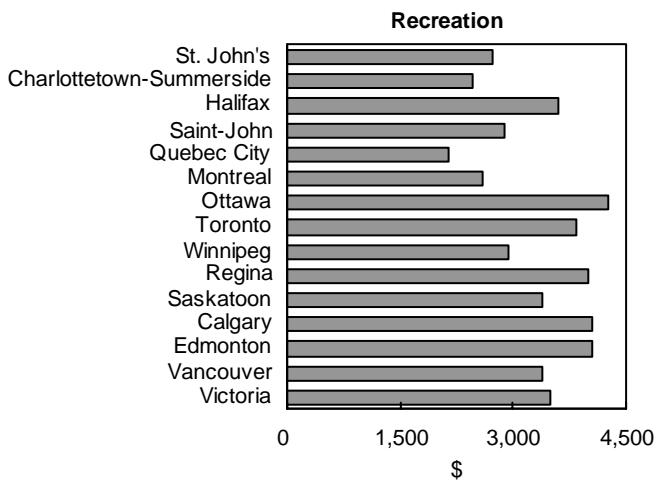 Recreation
St. John's
Charlottetown-Summerside
Halifax
Saint-John
Quebec City
Montreal
Ottawa
Toronto
Winnipeg
Regina
Saskatoon
Calgary
Edmonton
Vancouver
Victoria
0 1,500 3,000 4,500
$